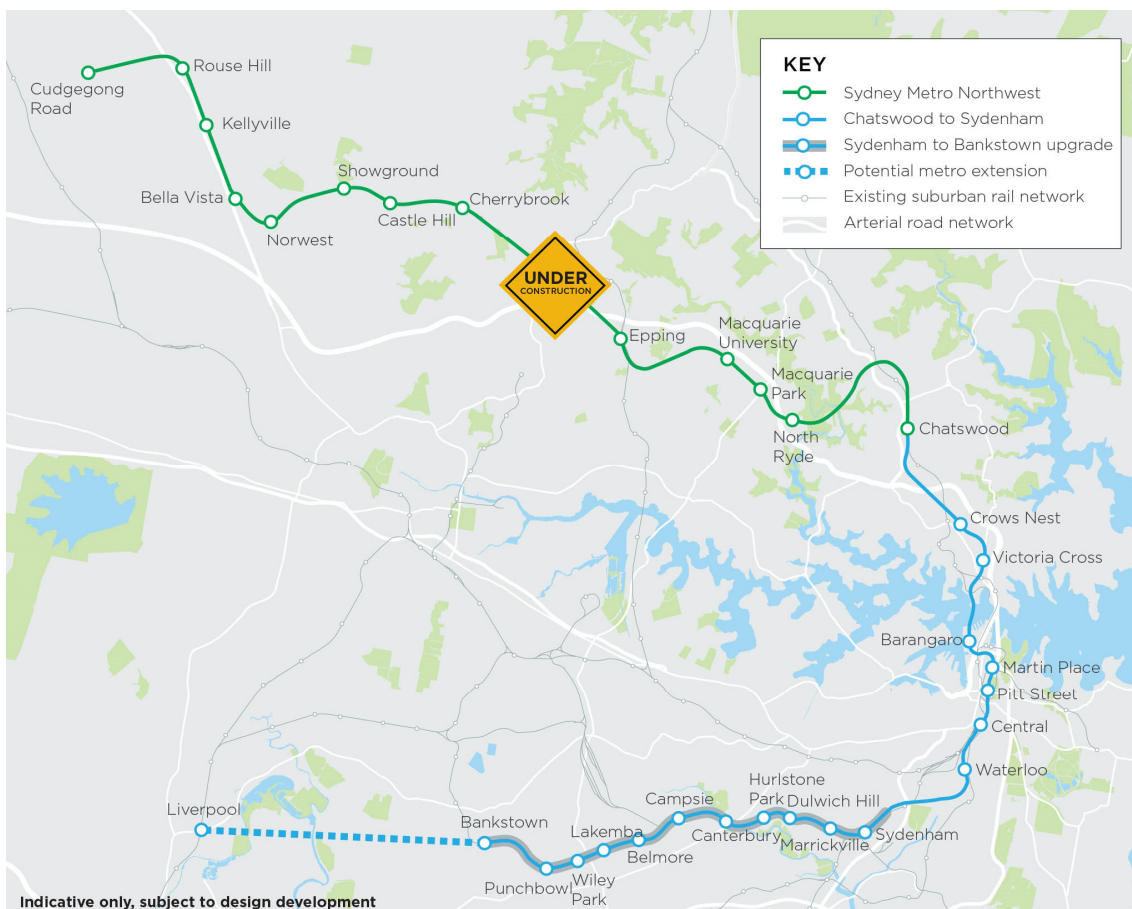 KEY
Sydney Metro Northwest
Chatswood to Sydenham
Sydenham to Bankstown upgrade
Potential metro extension
Existing suburban rail network
Arterial road network
Cudgegong
Road
Rouse Hill
Kellyville
Bella Vista
Norwest
Showground
Castle Hill
Cherrybrook
UNDER
CONSTRUCTION
Epping
Macquarie
University
Macquarie
Park
North
Ryde
Chatswood
Crows Nest
Victoria Cross
Barangaro
Martin Place
Pitt Street
Central
Waterloo
Sydenham
Marrickville
Dulwich Hill
Hurlstone
Park
Canterbury
Campsie
Belmore
Lakemba
Wiley
Park
Punchbowl
Bankstown
Liverpool
Indicative only, subject to design development